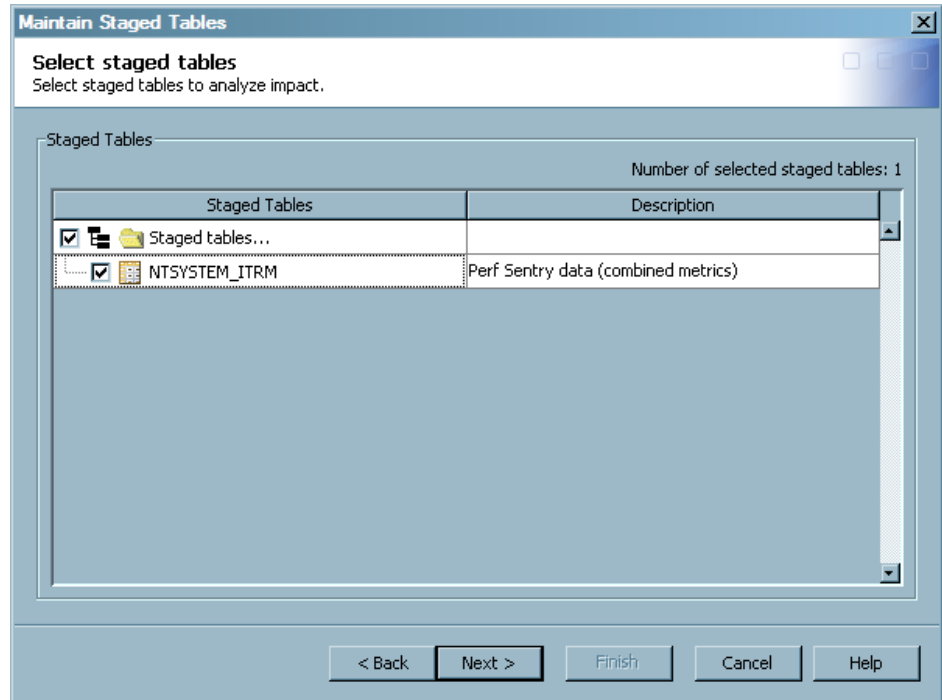 Maintain Staged Tables
Select staged tables
Select staged tables to analyze impact.
Staged Tables
Number of selected staged tables: 1
Staged Tables Description
Staged tables...
NTSYSTEM_ITRM Perf Sentry data (combined metrics)
< Back Next > Finish Cancel Help